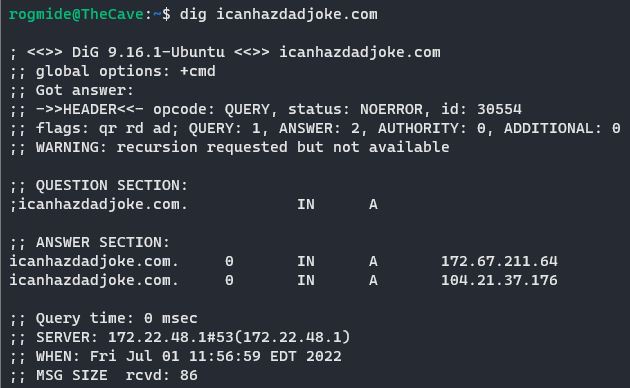 rogmide@TheCave:~$ dig icanhazdadjoke.com
; <<>> DiG 9.16.1-Ubuntu <<>> icanhazdadjoke.com
;; global options: +cmd
;; Got answer:
;; ->>HEADER<<- opcode: QUERY, status: NOERROR, id: 30554
;; flags: qr rd ad; QUERY: 1, ANSWER: 2, AUTHORITY: 0, ADDITIONAL: 0
;; WARNING: recursion requested but not available
;; QUESTION SECTION:
;icanhazdadjoke.com. IN A
;; ANSWER SECTION:
icanhazdadjoke.com. 0 IN A 172.67.211.64
icanhazdadjoke.com. 0 IN A 104.21.37.176
;; Query time: 0 msec
;; SERVER: 172.22.48.1#53(172.22.48.1)
;; WHEN: Fri Jul 01 11:56:59 EDT 2022
;; MSG SIZE rcvd: 86